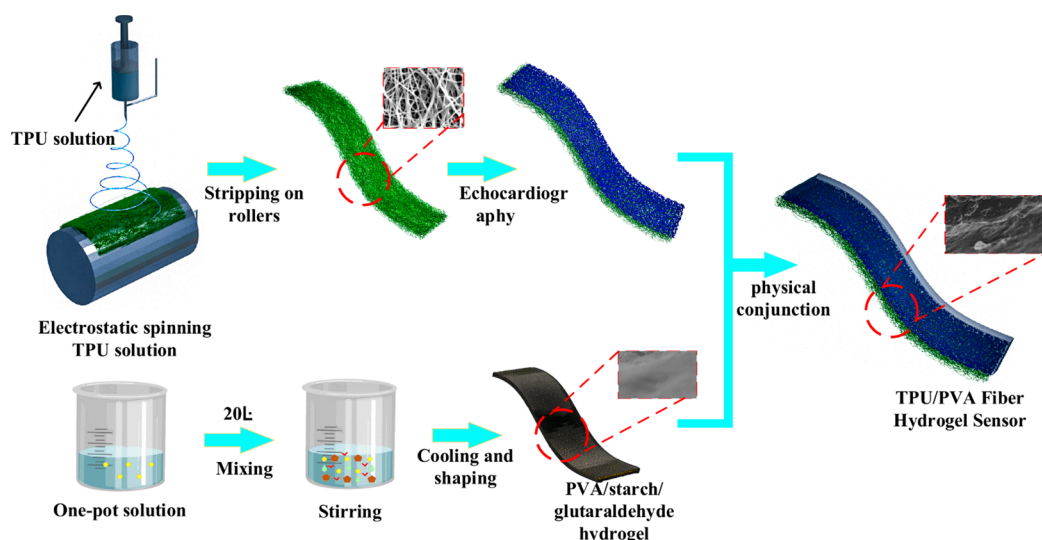 TPU solution
Stripping on
rollers
Echocardiogr
aphy
Electrostatic spinning
TPU solution
physical
conjunction
TPU/PVA Fiber
Hydrogel Sensor
Mixing
Cooling and
shaping
One-pot solution
Stirring
PVA/starch/
glutaraldehyde
hydrogel